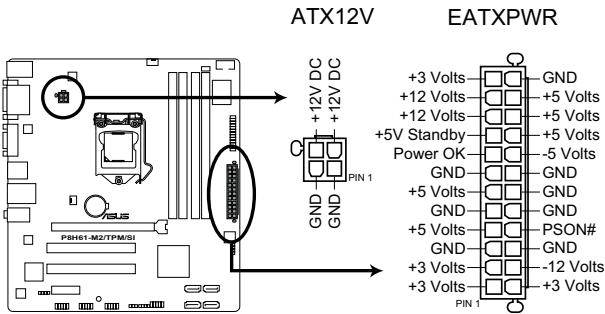 ATX12V EATXPWR
+12V DC
+12V DC
PIN 1
GND
GND
+3 Volts GND
+12 Volts +5 Volts
+12 Volts +5 Volts
+5V Standby +5 Volts
Power OK -5 Volts
GND GND
+5 Volts GND
GND GND
+5 Volts PSON#
GND GND
+3 Volts -12 Volts
+3 Volts +3 Volts
PIN 1
ASUS
P8H61-M2/TPM/SI